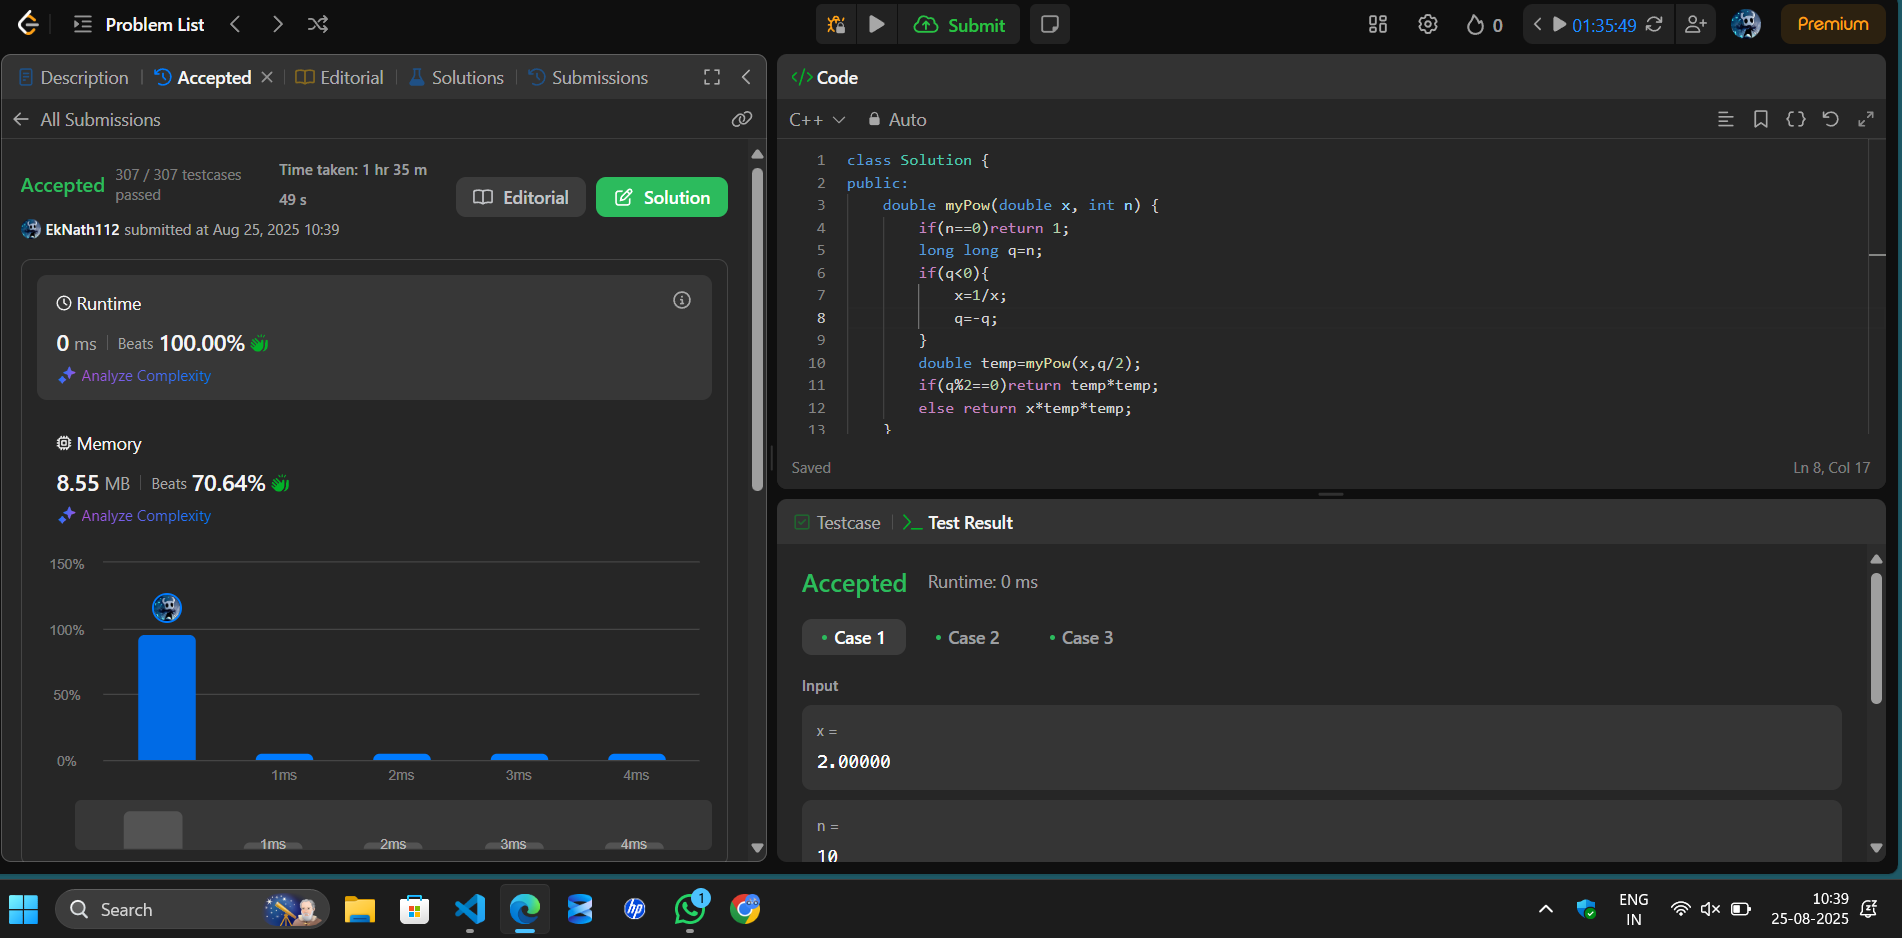 Problem List
Submit
0
01:35:49
Premium
Description
Accepted
Editorial
Solutions
Submissions
All Submissions
Accepted
307 / 307 testcases
passed
Time taken: 1 hr 35 m
49 s
Editorial
Solution
EkNath112 submitted at Aug 25, 2025 10:39
Runtime
0 ms
Beats 100.00%
Analyze Complexity
Memory
8.55 MB
Beats 70.64%
Analyze Complexity
150%
100%
50%
0%
1ms
2ms
3ms
4ms
1ms
2ms
3ms
4ms
</> Code
C++
Auto
1 class Solution {
2 public:
3 double myPow(double x, int n) {
4 if(n==0)return 1;
5 long long q=n;
6 if(q<0){
7 x=1/x;
8 q=-q;
9 }
10 double temp=myPow(x,q/2);
11 if(q%2==0)return temp*temp;
12 else return x*temp*temp;
13 }
Saved
Ln 8, Col 17
Testcase
Test Result
Accepted
Runtime: 0 ms
Case 1
Case 2
Case 3
Input
x =
2.00000
n =
10
Search
hp
1
ENG
IN
10:39
25-08-2025